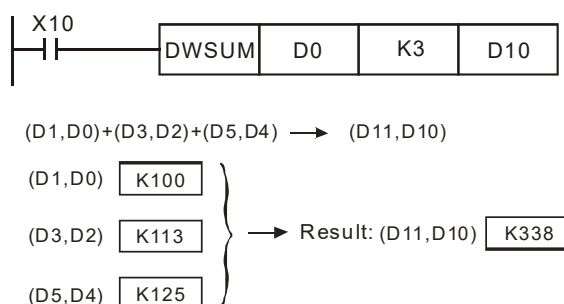 X10
DWSUM D0 K3 D10
(D1,D0)+(D3,D2)+(D5,D4) → (D11,D10)
(D1,D0) K100
(D3,D2) K113 → Result: (D11,D10) K338
(D5,D4) K125